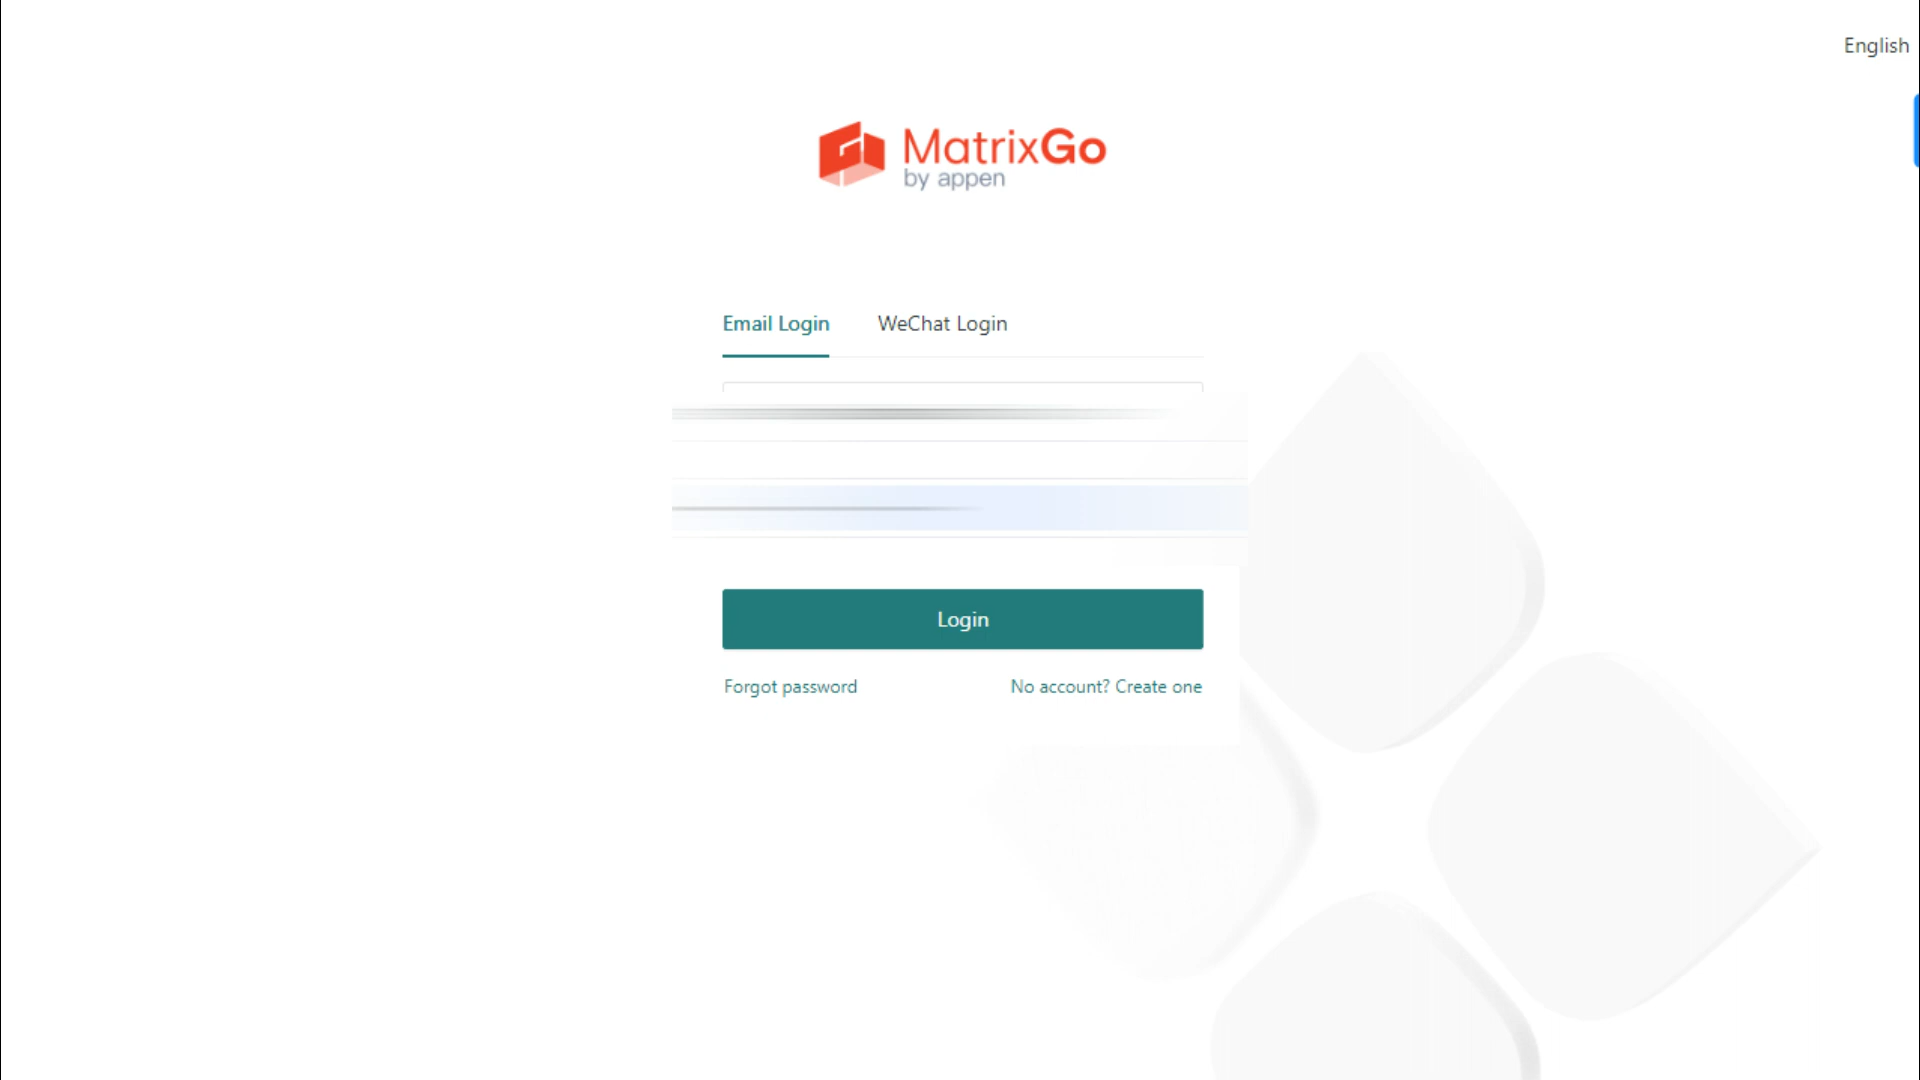 English
MatrixGo
by appen
Email Login WeChat Login
Login
Forgot password No account? Create one